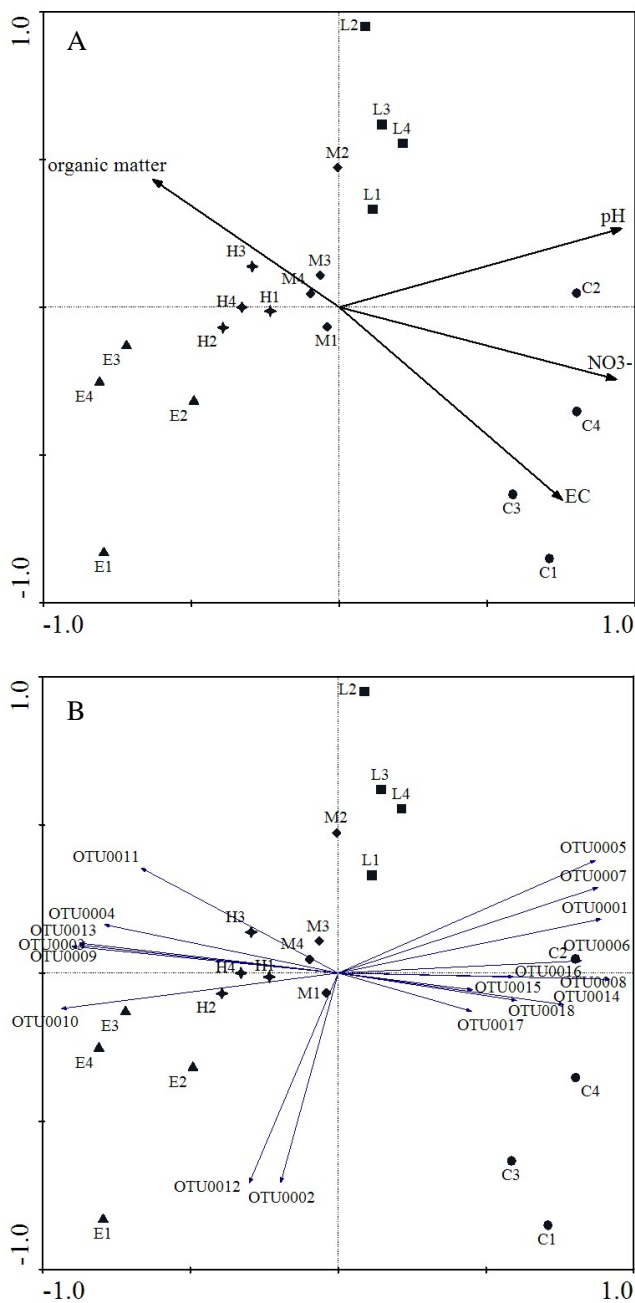 1.0
A
L2
L3
L4
M2
organic matter
L1
pH
H3
M3
M4
C2
H4
H1
H2
M1
E3
NO3-
E4
E2
C4
C3
EC
E1
C1
-1.0
-1.0
1.0
1.0
B
L2
L3
L4
M2
OTU0005
OTU0011
L1
OTU0007
OTU0004
OTU0001
OTU0013
H3
M3
OTU0006
M4
C2
OTU0009
H4
H1
OTU0016
OTU0008
OTU0015
OTU0014
OTU0010
H2
M1
OTU0018
E3
OTU0017
E4
E2
C4
C3
OTU0012
OTU0002
E1
C1
-1.0
-1.0
1.0